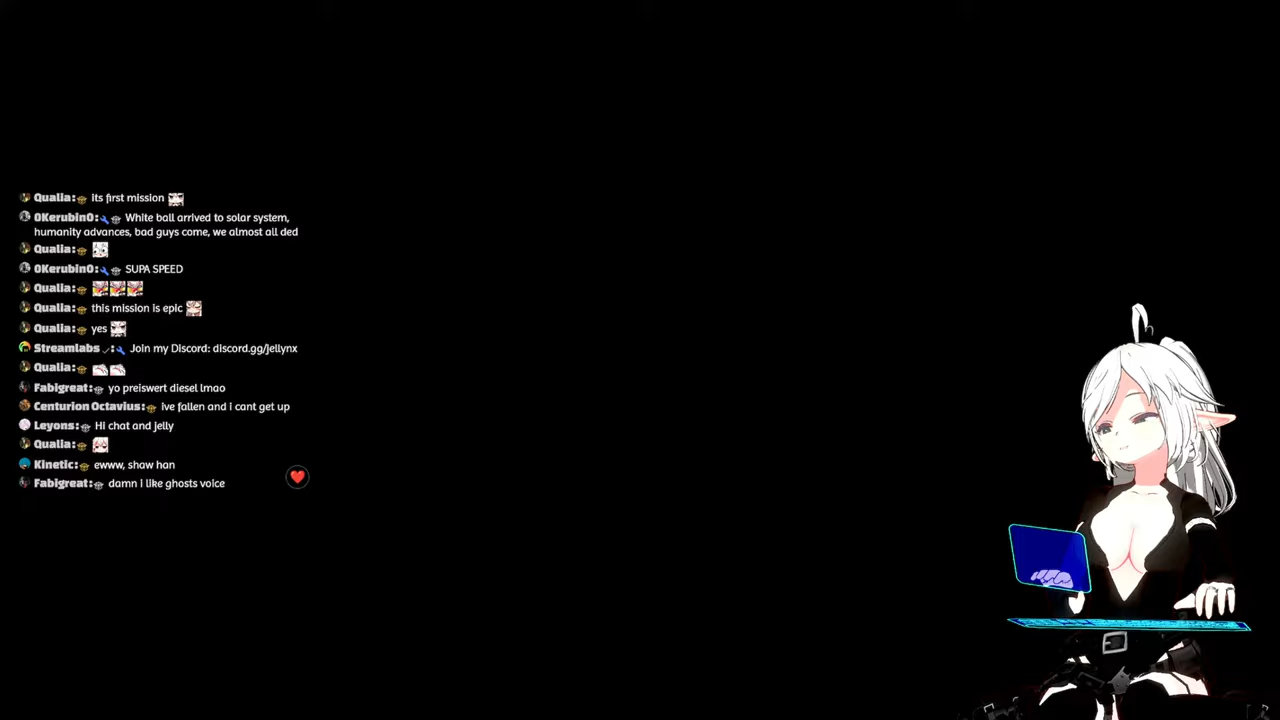 Qualia: its first mission
0Kerubin0: White ball arrived to solar system,
humanity advances, bad guys come, we almost all ded
Qualia:
0Kerubin0: SUPA SPEED
Qualia:
Qualia: this mission is epic
Qualia: yes
Streamlabs : Join my Discord: discord.gg/jellynx
Qualia:
Fabigreat: yo preiswert diesel lmao
Centurion Octavius: ive fallen and i cant get up
Leyons: Hi chat and jelly
Qualia:
Kinetic: ewww, shaw han
Fabigreat: damn i like ghosts voice